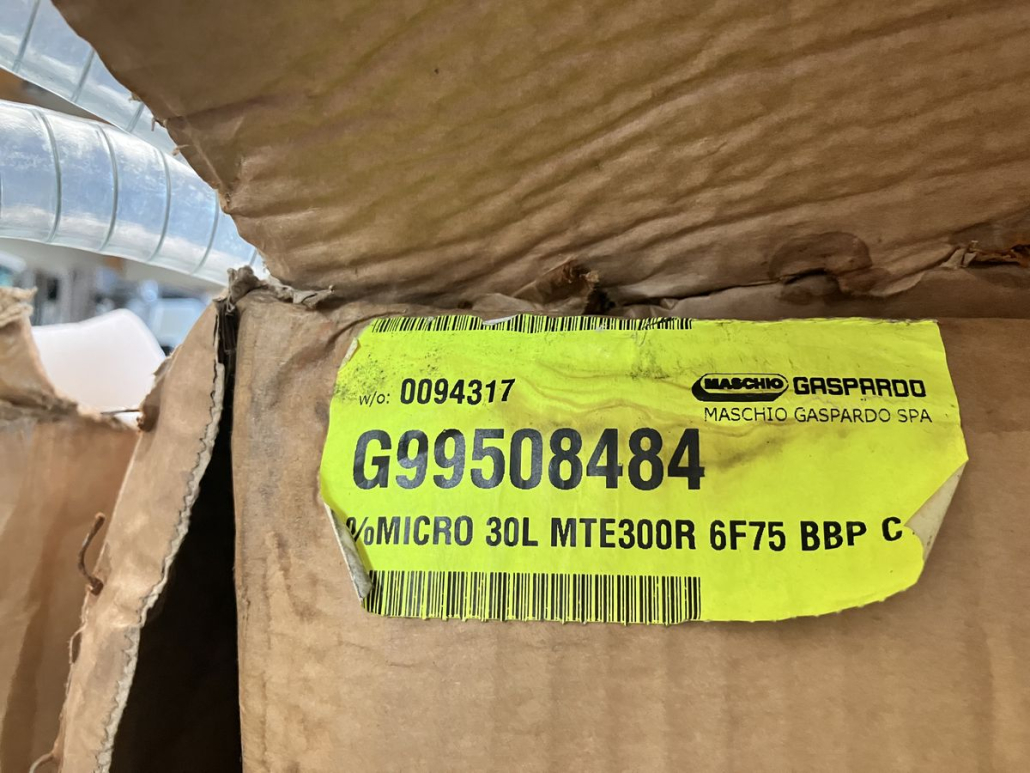 w/o: 0094317
MASCHIO GASPARDO
MASCHIO GASPARDO SPA
G99508484
%MICRO 30L MTE300R 6F75 BBP C